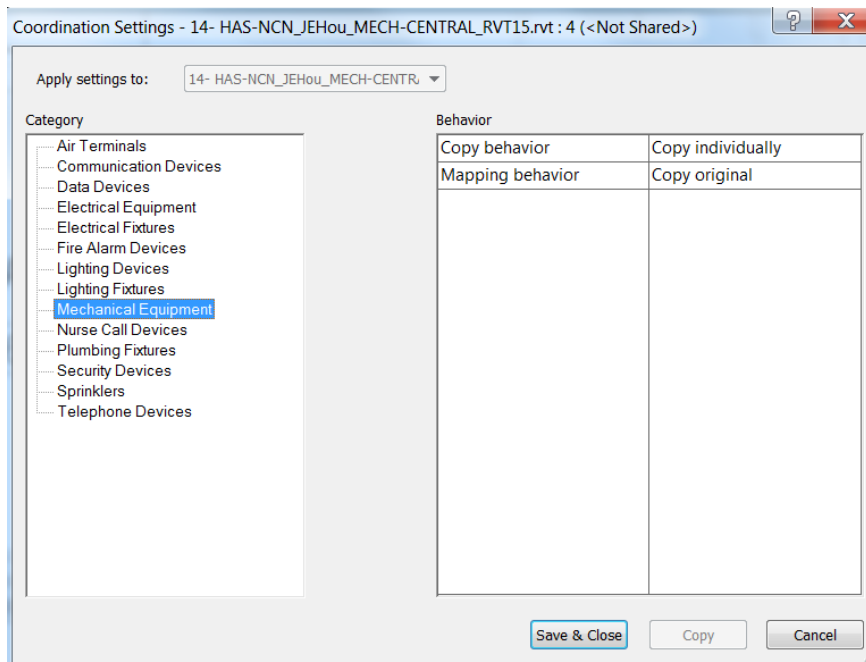 Coordination Settings - 14- HAS-NCN_JEHou_MECH-CENTRAL_RVT15.rvt : 4 (<Not Shared>)
Apply settings to: 14- HAS-NCN_JEHou_MECH-CENTR
Category
Air Terminals
Communication Devices
Data Devices
Electrical Equipment
Electrical Fixtures
Fire Alarm Devices
Lighting Devices
Lighting Fixtures
Mechanical Equipment
Nurse Call Devices
Plumbing Fixtures
Security Devices
Sprinklers
Telephone Devices
Behavior
Copy behavior Copy individually
Mapping behavior Copy original
Save & Close Copy Cancel